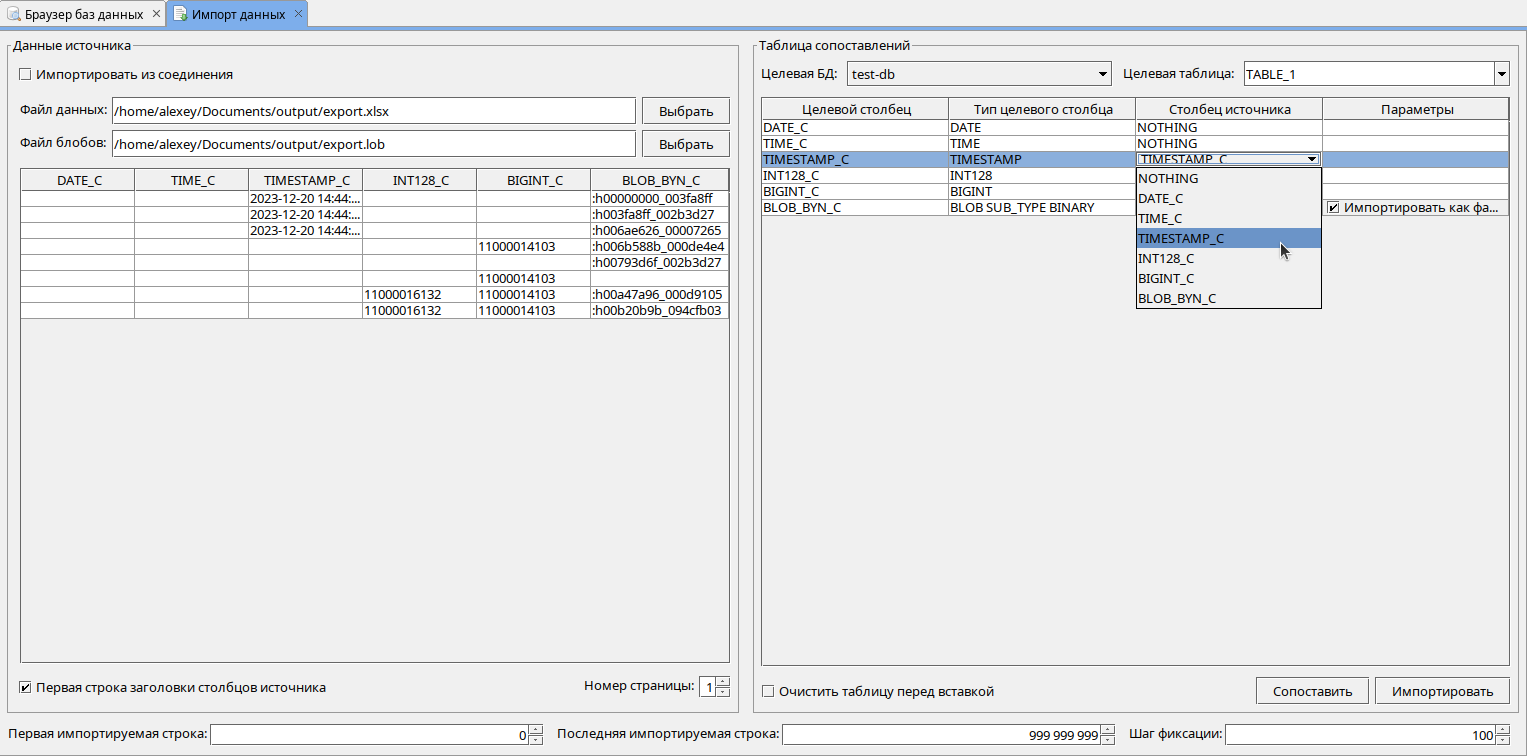 Браузер баз данных
Импорт данных
Данные источника
Импортировать из соединения
Файл данных: /home/alexey/Documents/output/export.xlsx Выбрать
Файл блобов: /home/alexey/Documents/output/export.lob Выбрать
DATE_C TIME_C TIMESTAMP_C INT128_C BIGINT_C BLOB_BYN_C
2023-12-20 14:44:... :h00000000_003fa8ff
2023-12-20 14:44:... :h003fa8ff_002b3d27
2023-12-20 14:44:... :h006ae626_00007265
11000014103 :h006b588b_000de4e4
:h00793d6f_002b3d27
11000014103
11000016132 11000014103 :h00a47a96_000d9105
11000016132 11000014103 :h00b20b9b_094cfb03
Первая строка заголовки столбцов источника
Номер страницы: 1
Таблица сопоставлений
Целевая БД: test-db Целевая таблица: TABLE_1
Целевой столбец Тип целевого столбца Столбец источника Параметры
DATE_C DATE NOTHING
TIME_C TIME NOTHING
TIMESTAMP_C TIMESTAMP TIMESTAMP_C
INT128_C INT128
BIGINT_C BIGINT
BLOB_BYN_C BLOB SUB_TYPE BINARY Импортировать как фа...
NOTHING
DATE_C
TIME_C
TIMESTAMP_C
INT128_C
BIGINT_C
BLOB_BYN_C
Очистить таблицу перед вставкой
Сопоставить
Импортировать
Первая импортируемая строка: 0 Последняя импортируемая строка: 999 999 999 Шаг фиксации: 100